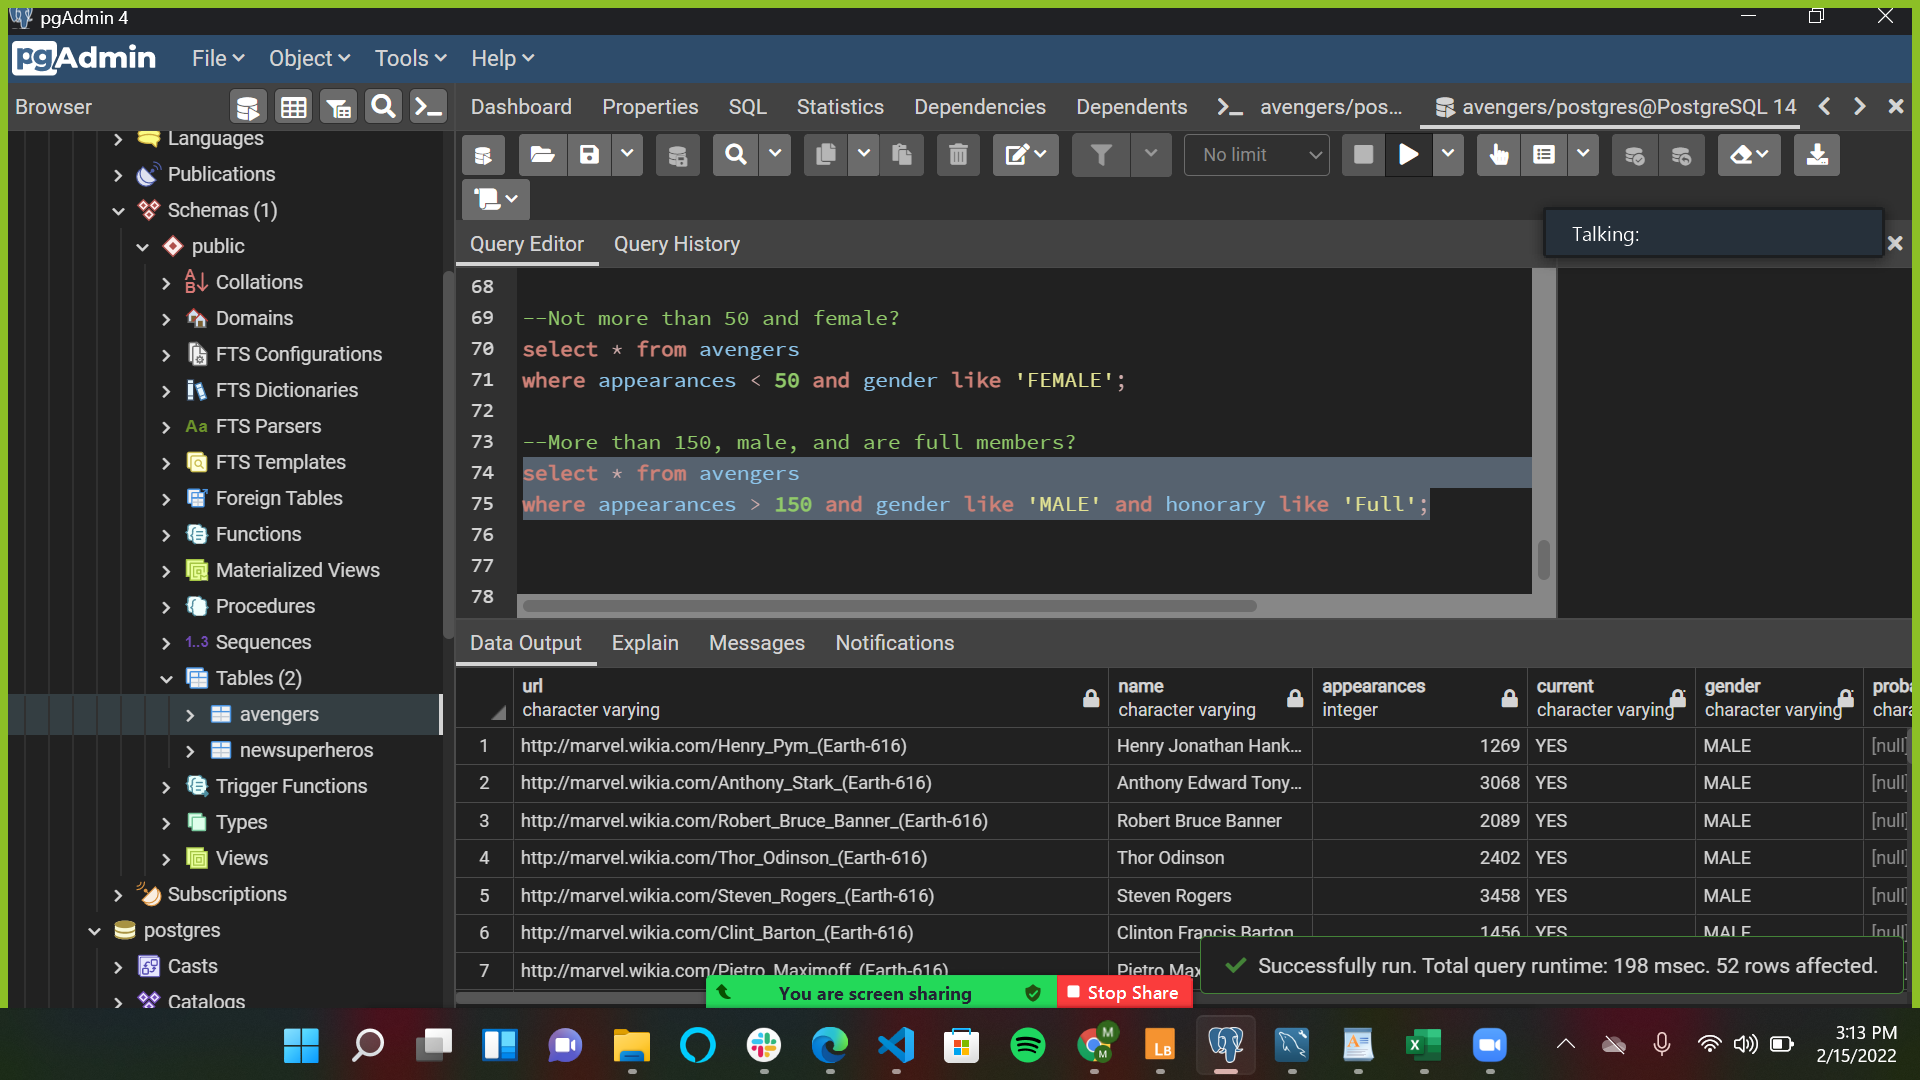 pgAdmin 4
pgAdmin File Object Tools Help
Browser
Dashboard Properties SQL Statistics Dependencies Dependents avengers/pos... avengers/postgres@PostgreSQL 14
No limit
Talking:
Query Editor Query History
Languages
Publications
Schemas (1)
public
Collations
Domains
FTS Configurations
FTS Dictionaries
Aa FTS Parsers
FTS Templates
Foreign Tables
Functions
Materialized Views
Procedures
1..3 Sequences
Tables (2)
avengers
newsuperheros
Trigger Functions
Types
Views
Subscriptions
postgres
Casts
Catalogs
68
69 --Not more than 50 and female?
70 select * from avengers
71 where appearances < 50 and gender like 'FEMALE';
72
73 --More than 150, male, and are full members?
74 select * from avengers
75 where appearances > 150 and gender like 'MALE' and honorary like 'Full';
76
77
78
Data Output Explain Messages Notifications
url name appearances current gender proba
character varying character varying integer character varying character varying chara
1 http://marvel.wikia.com/Henry_Pym_(Earth-616) Henry Jonathan Hank... 1269 YES MALE [null]
2 http://marvel.wikia.com/Anthony_Stark_(Earth-616) Anthony Edward Tony... 3068 YES MALE [null]
3 http://marvel.wikia.com/Robert_Bruce_Banner_(Earth-616) Robert Bruce Banner 2089 YES MALE [null]
4 http://marvel.wikia.com/Thor_Odinson_(Earth-616) Thor Odinson 2402 YES MALE [null]
5 http://marvel.wikia.com/Steven_Rogers_(Earth-616) Steven Rogers 3458 YES MALE [null]
6 http://marvel.wikia.com/Clint_Barton_(Earth-616) Clinton Francis Barton 1456 YES MALE [null]
7 http://marvel.wikia.com/Pietro_Maximoff_(Earth-616) Pietro Max
Successfully run. Total query runtime: 198 msec. 52 rows affected.
You are screen sharing Stop Share
M
M
LB
3:13 PM
2/15/2022